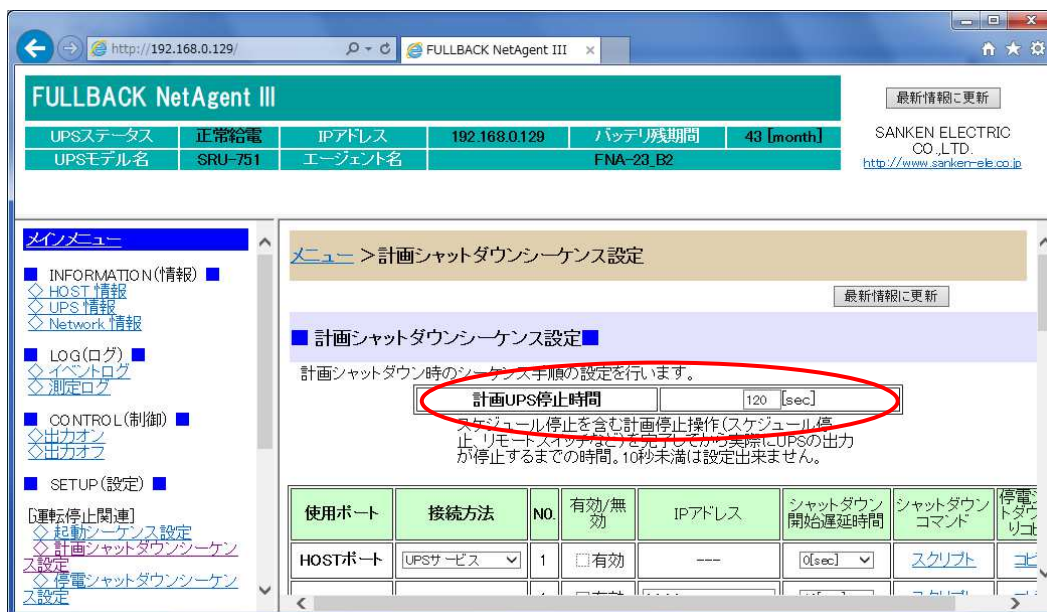 http://192.168.0.129/
FULLBACK NetAgent III
FULLBACK NetAgent III
最新情報に更新
UPSステータス 正常給電 IPアドレス 192.168.0.129 バッテリ残期間 43 [month]
UPSモデル名 SRU-751 エージェント名 FNA-23_B2
SANKEN ELECTRIC
CO.,LTD.
http://www.sanken-ele.co.jp
メインメニュー
■ INFORMATION(情報) ■
◇ HOST 情報
◇ UPS 情報
◇ Network 情報
■ LOG(ログ) ■
◇ イベントログ
◇ 測定ログ
■ CONTROL(制御) ■
◇出力オン
◇出力オフ
■ SETUP(設定) ■
[運転停止関連]
◇ 起動シーケンス設定
◇ 計画シャットダウンシーケン
ス設定
◇ 停電シャットダウンシーケン
ス設定
メニュー > 計画シャットダウンシーケンス設定
最新情報に更新
■ 計画シャットダウンシーケンス設定■
計画シャットダウン時のシーケンス手順の設定を行います。
計画UPS停止時間 120 [sec]
スケジュール停止を含む計画停止操作(スケジュール停
止、リモートスイッチなど)を完了してから実際にUPSの出力
が停止するまでの時間。10秒未満は設定出来ません。
使用ポート 接続方法 NO. 有効/無効 IPアドレス シャットダウン開始遅延時間 シャットダウンコマンド
HOSTポート UPSサービス 1 有効 --- 0[sec] スクリプト